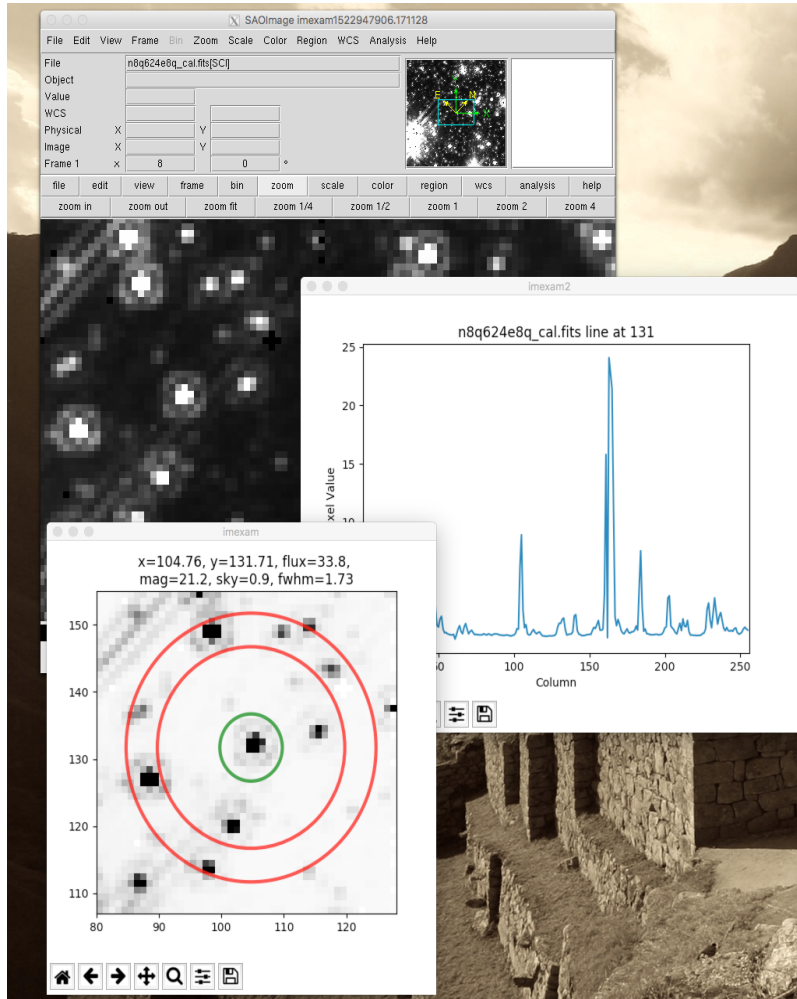 SAOImage imexam1522947906.171128
File Edit View Frame Bin Zoom Scale Color Region WCS Analysis Help
File n8q624e8q_cal.fits[SCI]
Object
Value
WCS
Physical X Y
Image X Y
Frame 1 x 8 0 °
E N
X
file edit view frame bin zoom scale color region wcs analysis help
zoom in zoom out zoom fit zoom 1/4 zoom 1/2 zoom 1 zoom 2 zoom 4
imexam2
n8q624e8q_cal.fits line at 131
25
20
15
10
xel Value
50 100 150 200 250
Column
imexam
x=104.76, y=131.71, flux=33.8,
mag=21.2, sky=0.9, fwhm=1.73
150
140
130
120
110
80 90 100 110 120